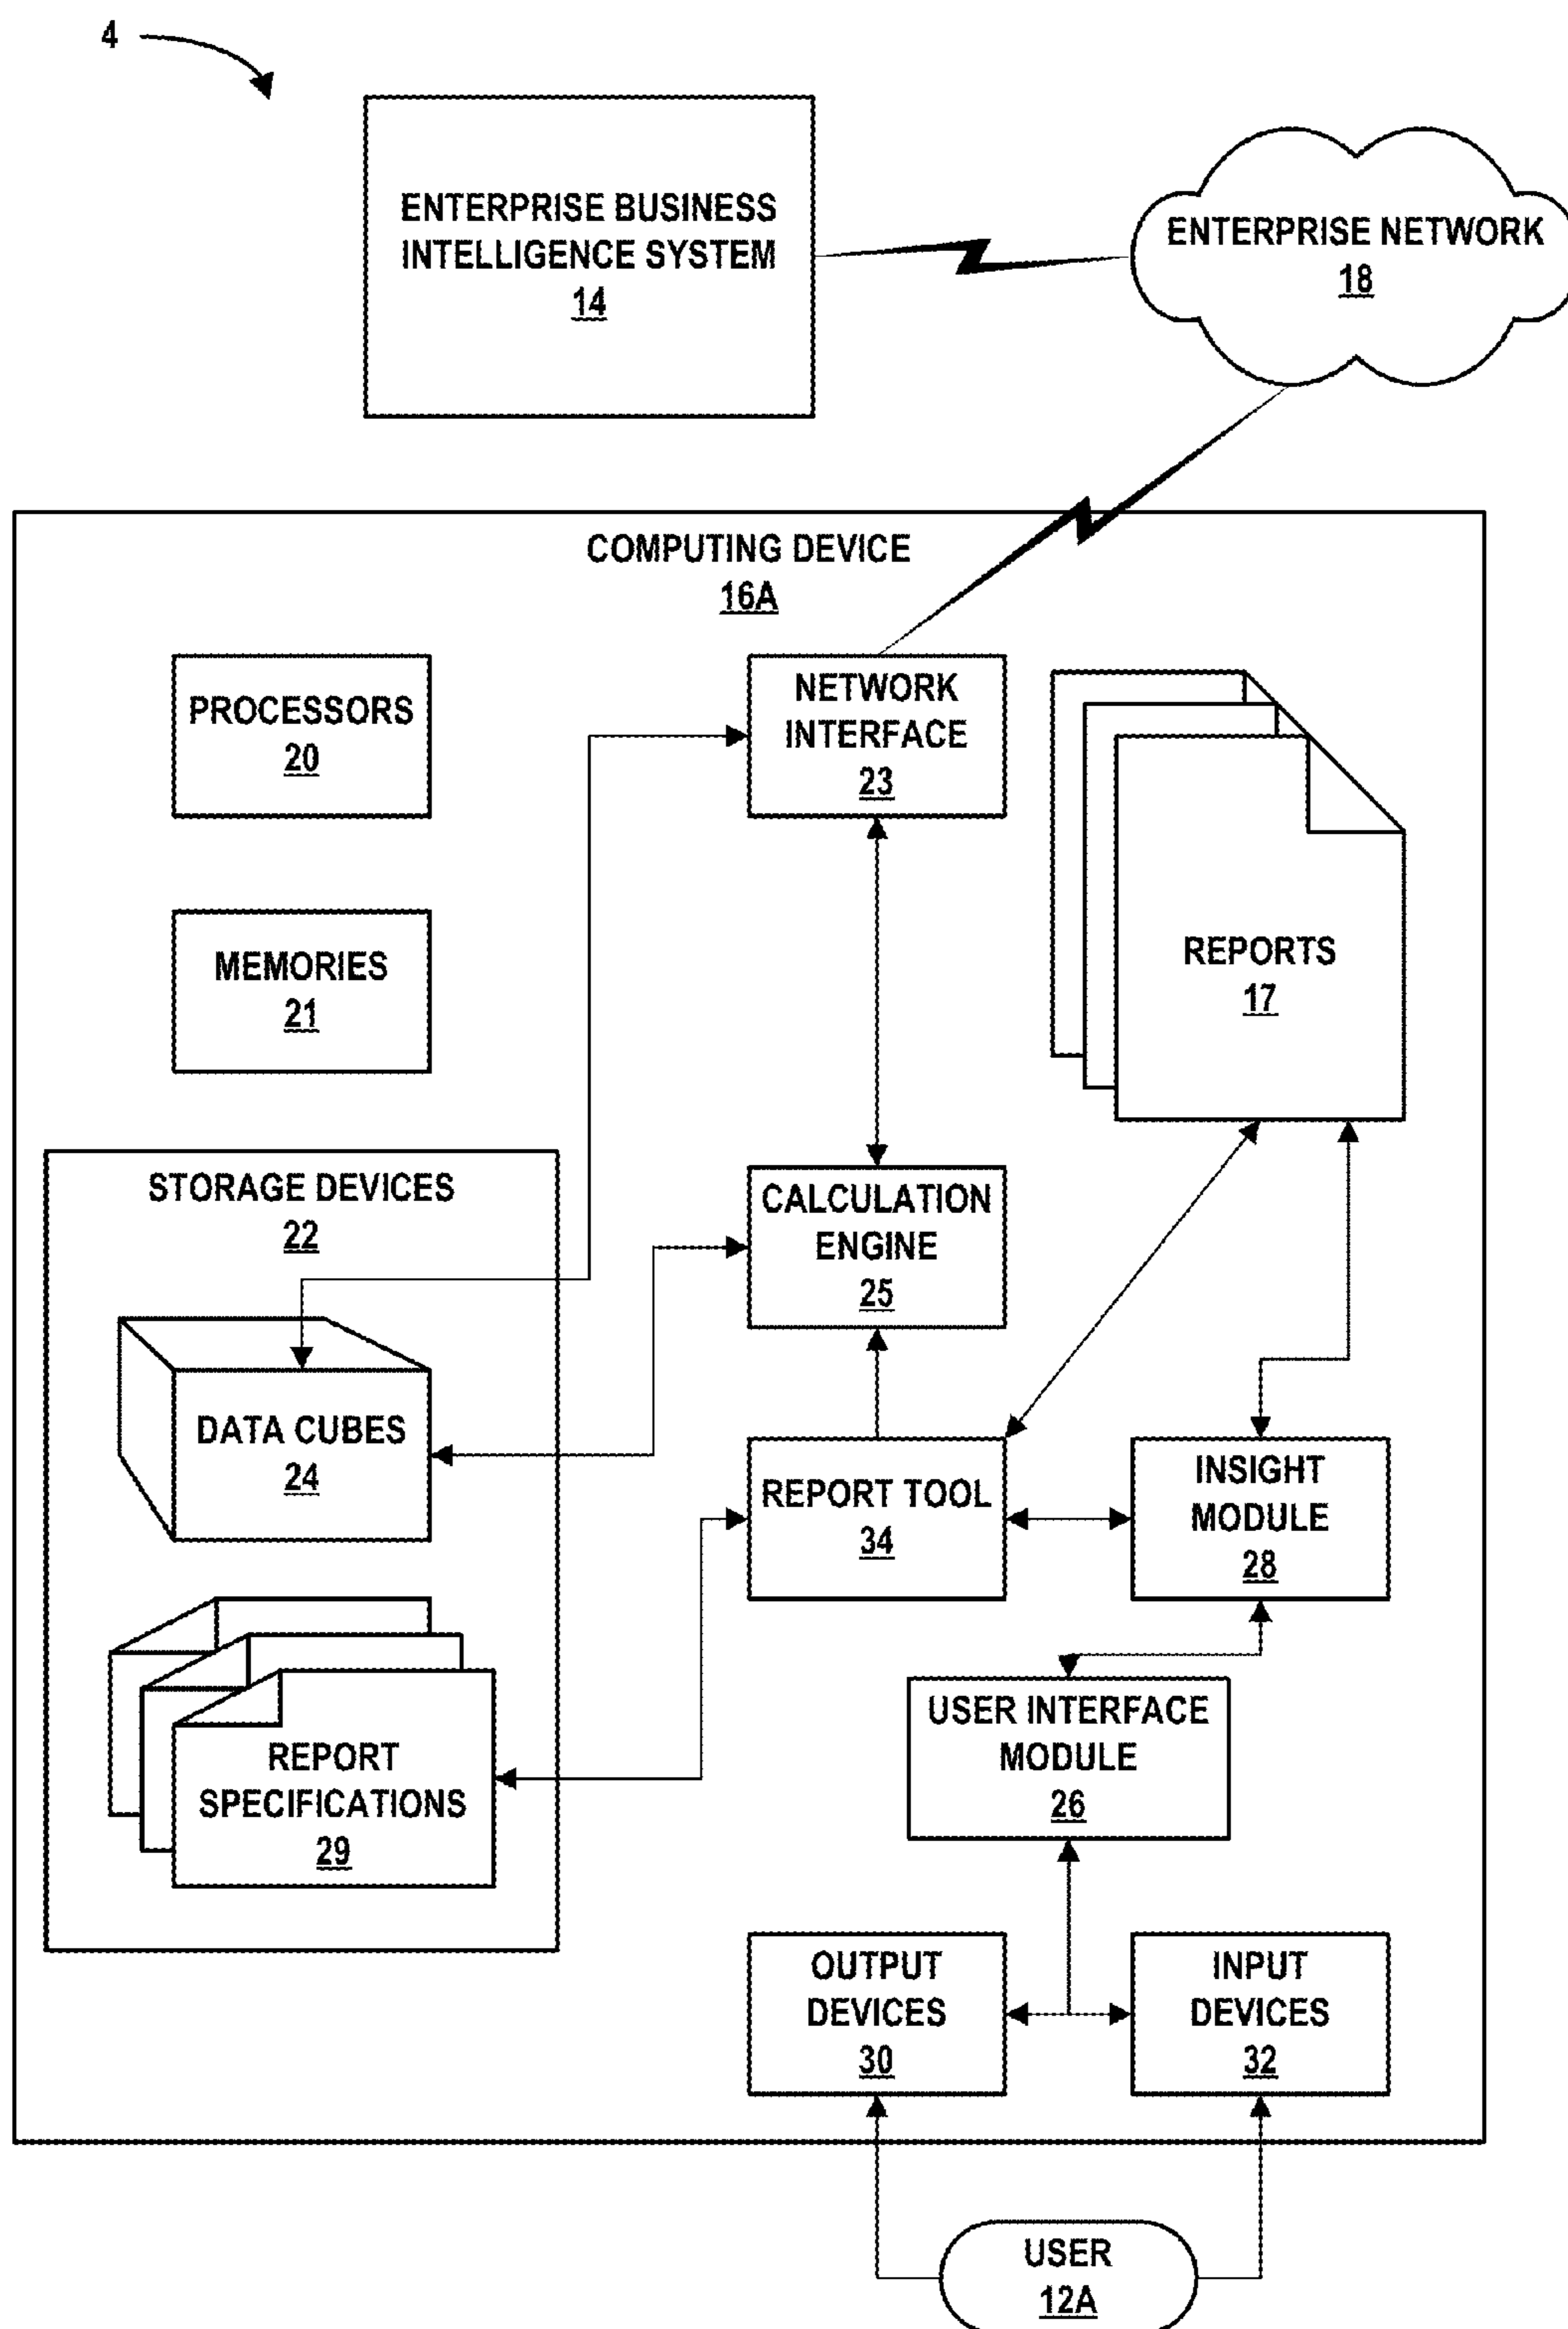 4
ENTERPRISE BUSINESS
INTELLIGENCE SYSTEM
14
ENTERPRISE NETWORK
18
COMPUTING DEVICE
16A
PROCESSORS
20
NETWORK
INTERFACE
23
MEMORIES
21
REPORTS
17
STORAGE DEVICES
22
CALCULATION
ENGINE
25
DATA CUBES
24
REPORT TOOL
34
INSIGHT
MODULE
28
REPORT
SPECIFICATIONS
29
USER INTERFACE
MODULE
26
OUTPUT
DEVICES
30
INPUT
DEVICES
32
USER
12A